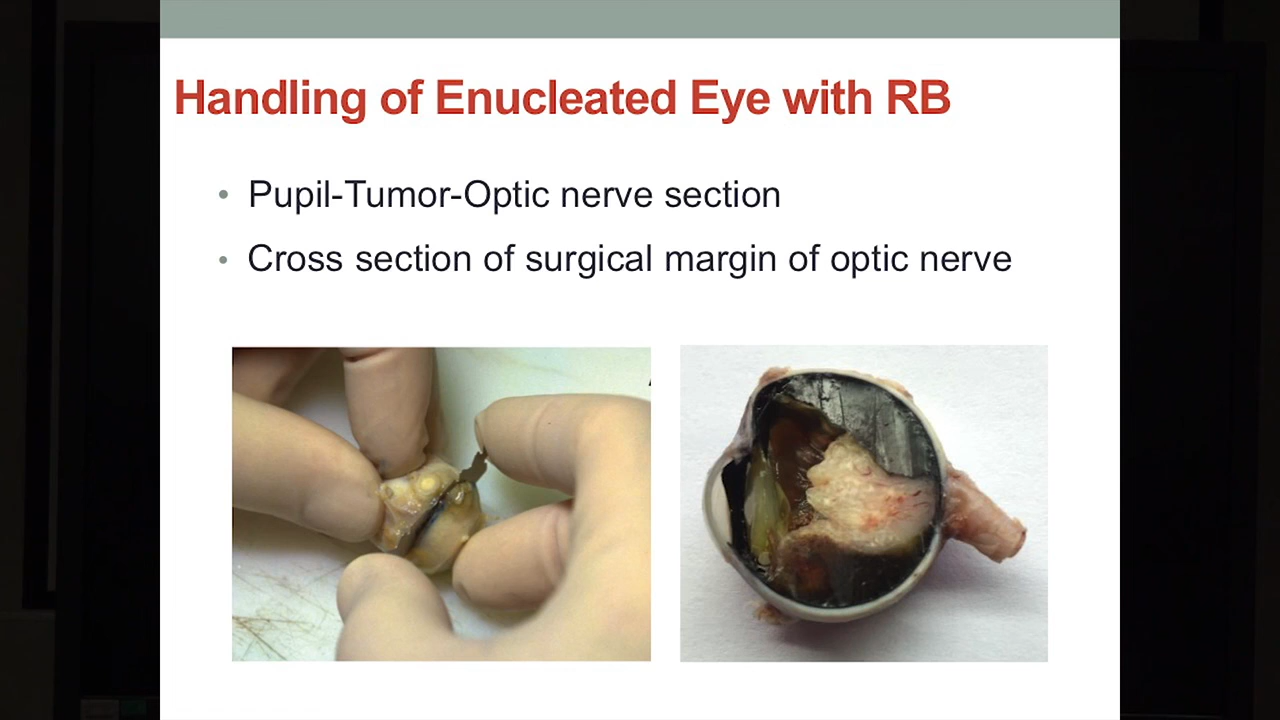 Handling of Enucleated Eye with RB
• Pupil-Tumor-Optic nerve section
• Cross section of surgical margin of optic nerve